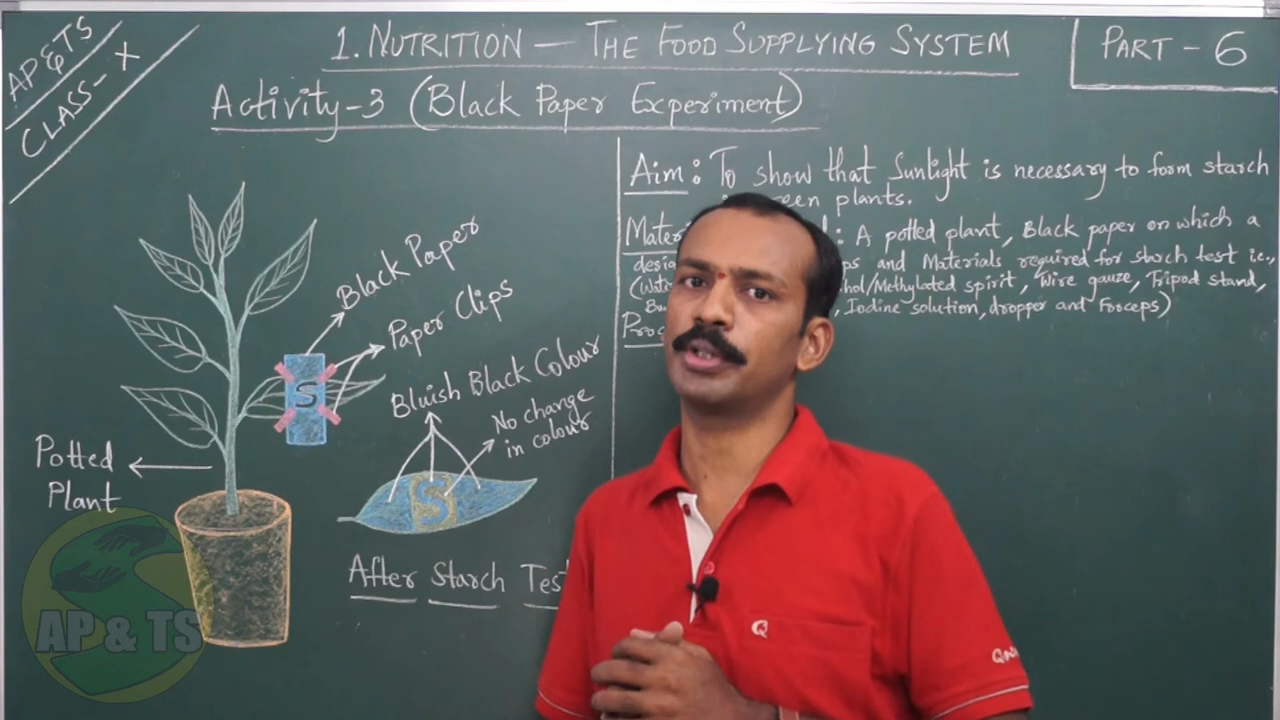 AP & TS
CLASS - X
1. NUTRITION — THE FOOD SUPPLYING SYSTEM
PART - 6
Activity-3 (Black Paper Experiment)
Black Paper
Paper Clips
S
Bluish Black Colour
No change
in colour
S
Potted
Plant
After Starch Test
Aim: To show that Sunlight is necessary to form starch
plants.
: A potted plant, Black paper on which a
and Materials required for starch test i.e.,
/Methylated spirit, Wire gauze, Tripod stand,
, Iodine solution, dropper and Forceps)
AP & TS
Q